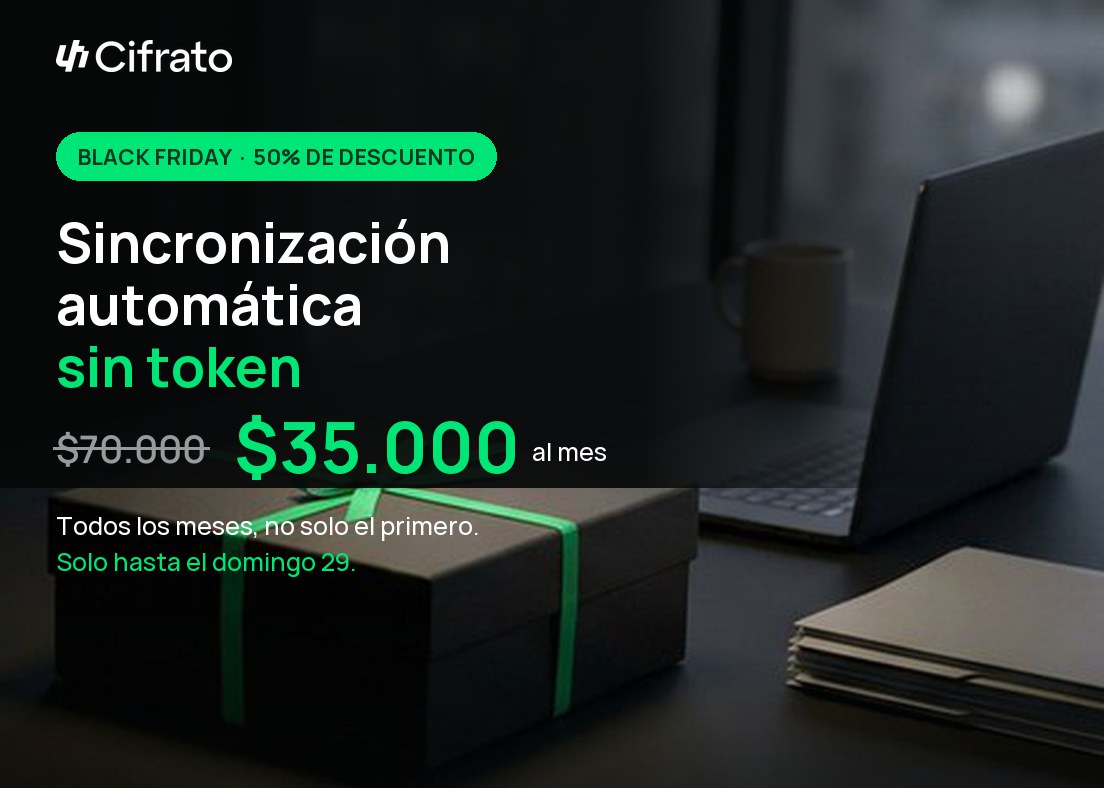 Cifrato
BLACK FRIDAY · 50% DE DESCUENTO
Sincronización
automática
sin token
$70.000 $35.000 al mes
Todos los meses, no solo el primero.
Solo hasta el domingo 29.